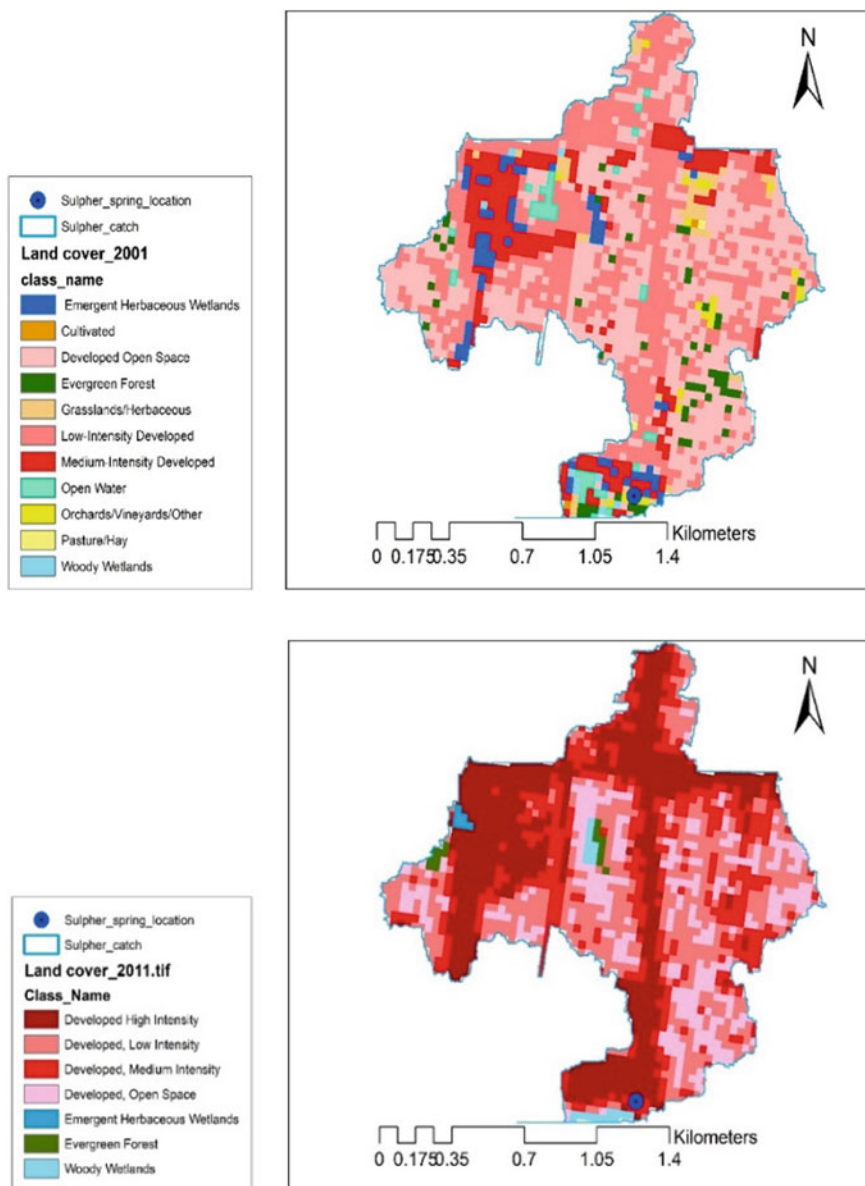 N
Sulpher_spring_location
Sulpher_catch
Land cover_2001
class_name
Emergent Herbaceous Wetlands
Cultivated
Developed Open Space
Evergreen Forest
Grasslands/Herbaceous
Low-Intensity Developed
Medium-Intensity Developed
Open Water
Orchards/Vineyards/Other
Pasture/Hay
Woody Wetlands
Kilometers
0 0.1750.35 0.7 1.05 1.4
N
Sulpher_spring_location
Sulpher_catch
Land cover_2011.tif
Class_Name
Developed High Intensity
Developed, Low Intensity
Developed, Medium Intensity
Developed, Open Space
Emergent Herbaceous Wetlands
Evergreen Forest
Woody Wetlands
Kilometers
0 0.1750.35 0.7 1.05 1.4